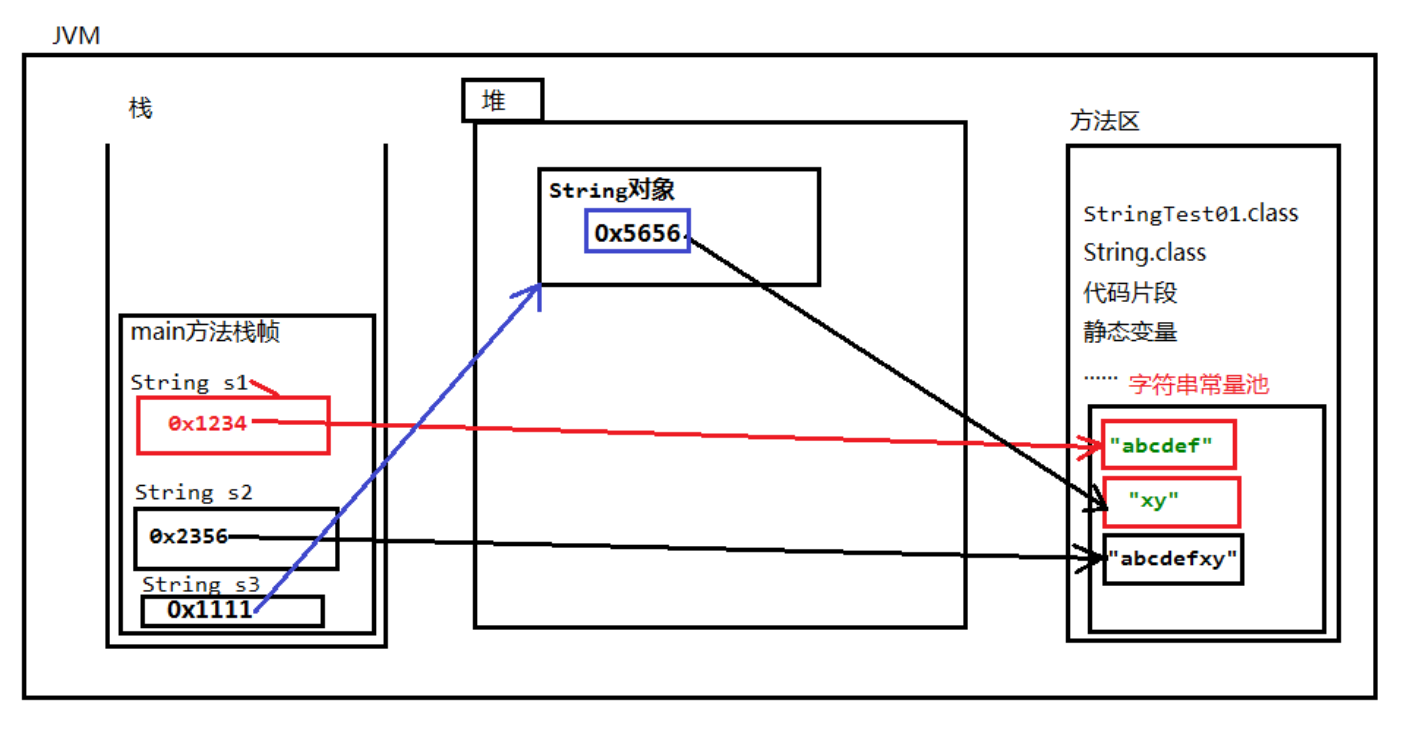 JVM
栈
main方法栈帧
String s1
0x1234
String s2
0x2356
String s3
0x1111
堆
String对象
0x5656
方法区
StringTest01.class
String.class
代码片段
静态变量
......
字符串常量池
"abcdef"
"xy"
"abcdefxy"